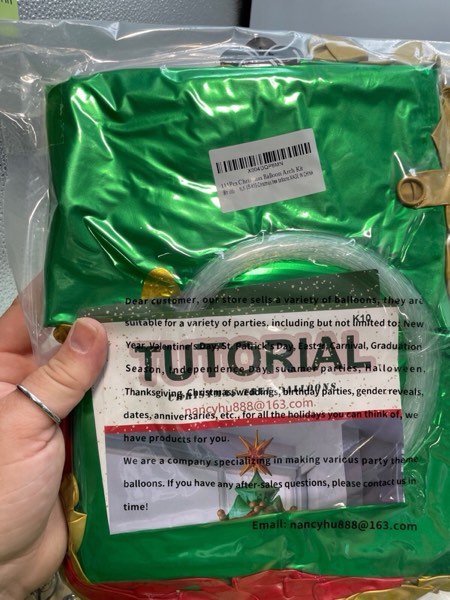 X004DQP6MN
Christmas Balloon Arch Kit
Dear customer, our store sells a variety of balloons, they are
K10
suitable for a variety of parties, including but not limited to: New
Year, Valentine's Day, St. Patrick's Day, Easter, Carnival, Graduation
TUTORIAL
Season, Independence Day, summer parties, Halloween,
Thanksgiving, Christmas, weddings, birthday parties, gender reveals,
nancyhu888@163.com
dates, anniversaries, etc., for all the holidays you can think of, we
have products for you.
We are a company specializing in making various party theme
balloons. If you have any after-sales questions, please contact us in
time!
Email: nancyhu888@163.com